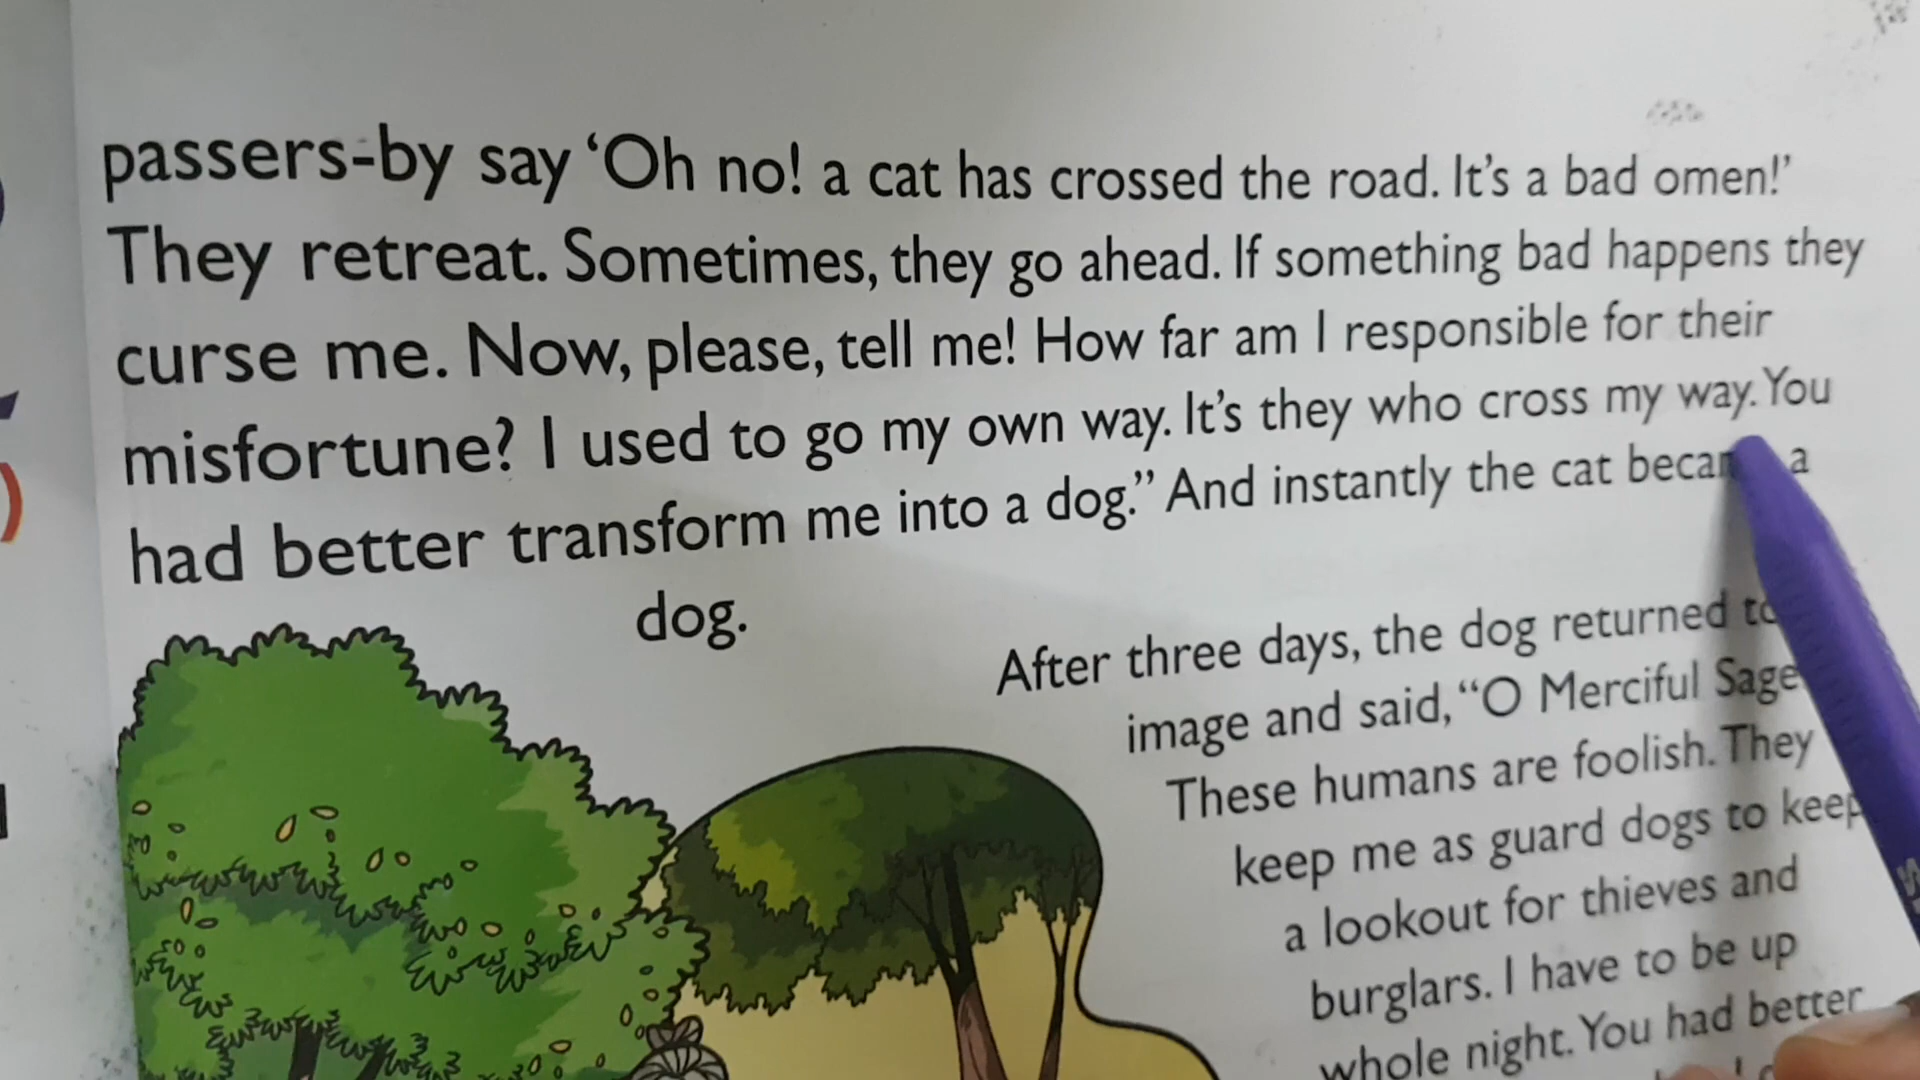 passers-by say ‘Oh no! a cat has crossed the road. It’s a bad omen!’
They retreat. Sometimes, they go ahead. If something bad happens they
curse me. Now, please, tell me! How far am I responsible for their
misfortune? I used to go my own way. It’s they who cross my way. You
had better transform me into a dog.” And instantly the cat a
dog.
After three days, the dog returned to
image and said, “O Merciful Sage
These humans are foolish. They
keep me as guard dogs to keep
a lookout for thieves and
burglars. I have to be up
whole night. You had better